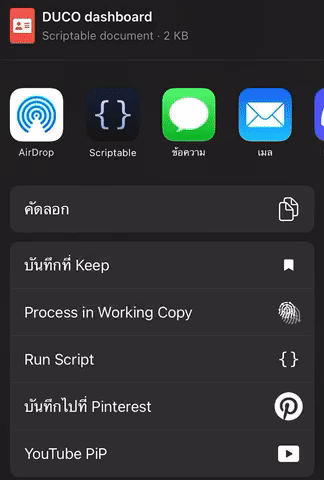 DUCO dashboard
Scriptable document · 2 KB
AirDrop
Scriptable
ข้อความ
เมล
คัดลอก
บันทึกที่ Keep
Process in Working Copy
Run Script
บันทึกไปที่ Pinterest
YouTube PiP